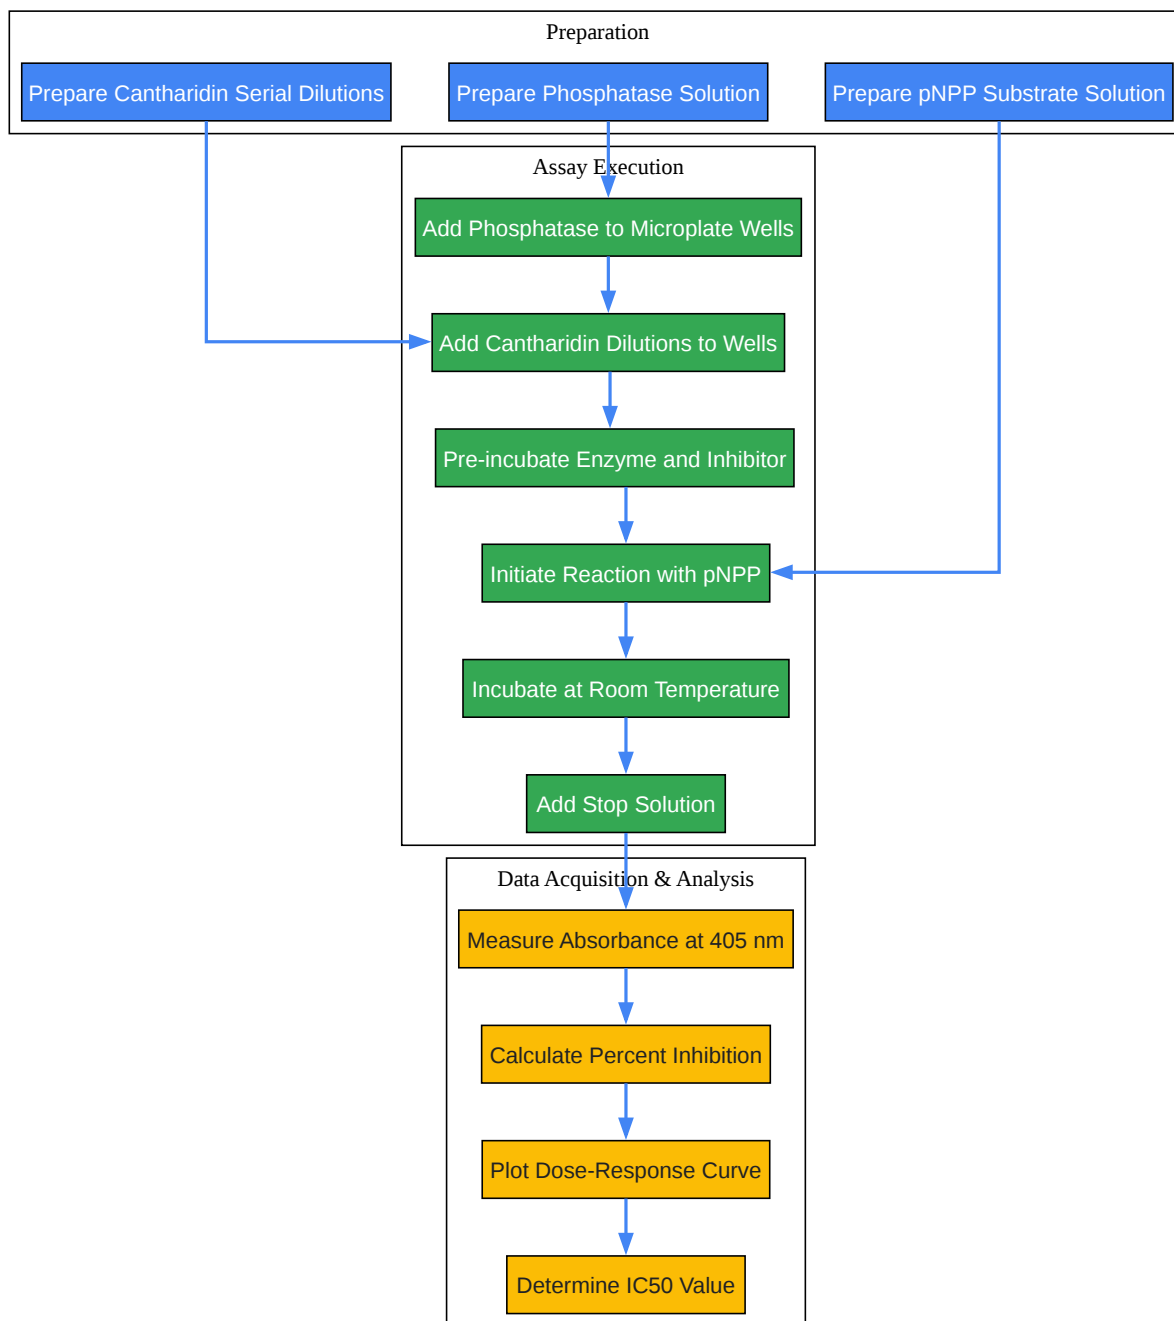 Preparation
Prepare Cantharidin Serial Dilutions
Prepare Phosphatase Solution
Prepare pNPP Substrate Solution
Assay Execution
Add Phosphatase to Microplate Wells
Add Cantharidin Dilutions to Wells
Pre-incubate Enzyme and Inhibitor
Initiate Reaction with pNPP
Incubate at Room Temperature
Add Stop Solution
Data Acquisition & Analysis
Measure Absorbance at 405 nm
Calculate Percent Inhibition
Plot Dose-Response Curve
Determine IC50 Value